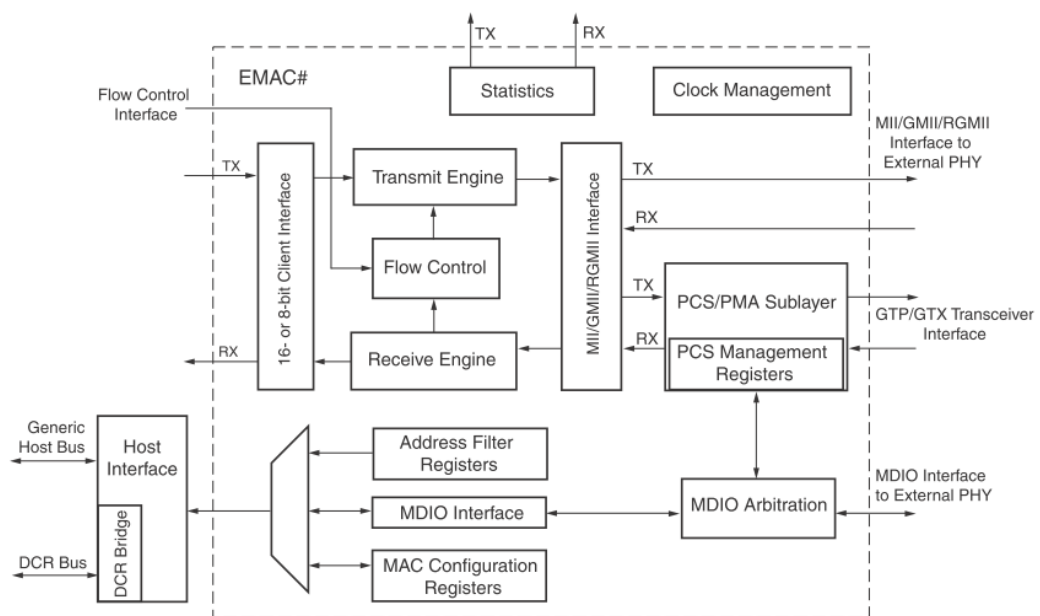 TX
RX
EMAC#
Statistics
Clock Management
Flow Control
Interface
MII/GMII/RGMII
Interface to
External PHY
TX
16- or 8-bit Client Interface
Transmit Engine
MII/GMII/RGMII Interface
TX
RX
Flow Control
TX
PCS/PMA Sublayer
GTP/GTX Transceiver
Interface
RX
Receive Engine
RX
PCS Management
Registers
Generic
Host Bus
Host
Interface
Address Filter
Registers
MDIO Interface
to External PHY
MDIO Interface
MDIO Arbitration
DCR Bridge
DCR Bus
MAC Configuration
Registers